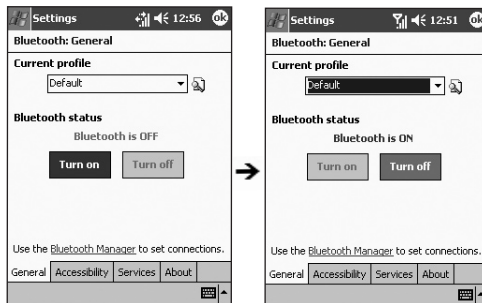 Settings 12:56 ok
Bluetooth: General
Current profile
Default
Bluetooth status
Bluetooth is OFF
Turn on Turn off
Use the Bluetooth Manager to set connections.
General Accessibility Services About
Settings 12:51 ok
Bluetooth: General
Current profile
Default
Bluetooth status
Bluetooth is ON
Turn on Turn off
Use the Bluetooth Manager to set connections.
General Accessibility Services About